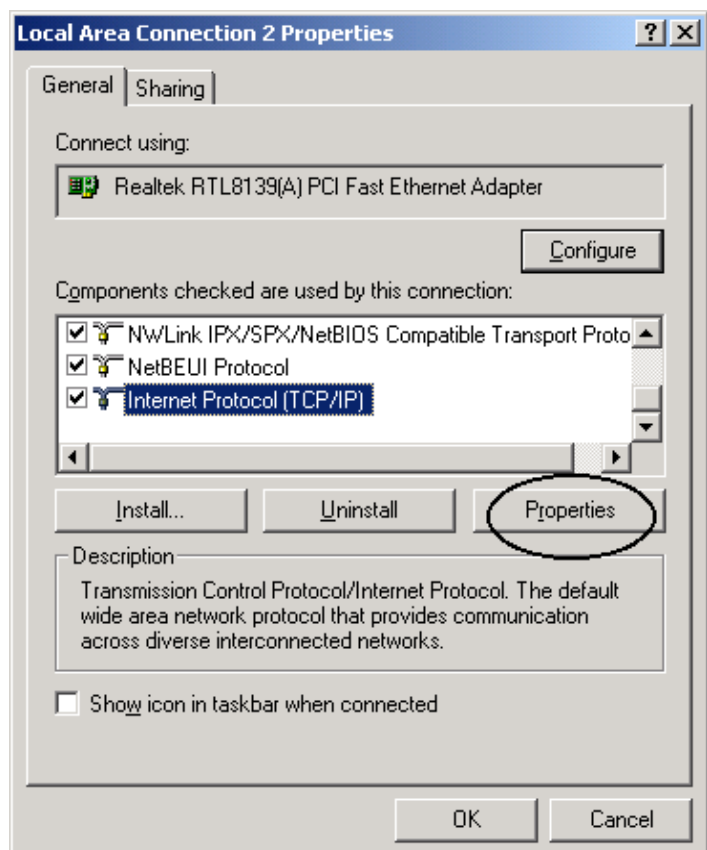 Local Area Connection 2 Properties
General
Sharing
Connect using:
Realtek RTL8139(A) PCI Fast Ethernet Adapter
Configure
Components checked are used by this connection:
NWLink IPX/SPX/NetBIOS Compatible Transport Proto
NetBEUI Protocol
Internet Protocol (TCP/IP)
Install...
Uninstall
Properties
Description
Transmission Control Protocol/Internet Protocol. The default
wide area network protocol that provides communication
across diverse interconnected networks.
Show icon in taskbar when connected
OK
Cancel